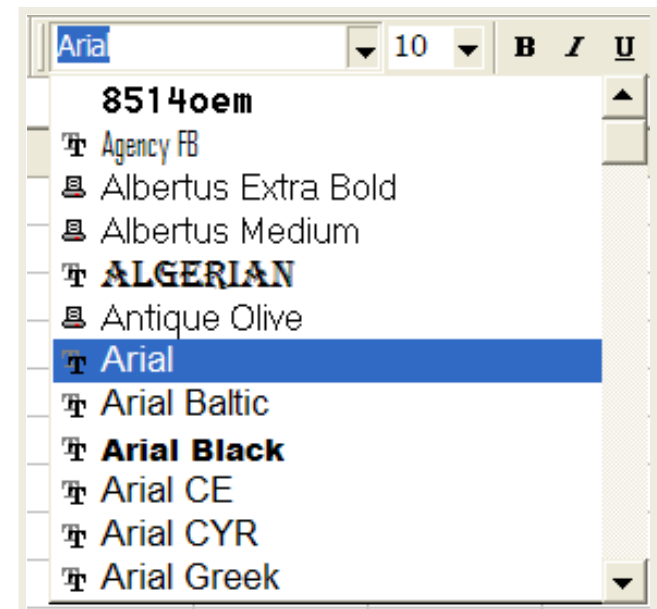 Arial 10 B I U
8514oem
Agency FB
Albertus Extra Bold
Albertus Medium
ALGERIAN
Antique Olive
Arial
Arial Baltic
Arial Black
Arial CE
Arial CYR
Arial Greek